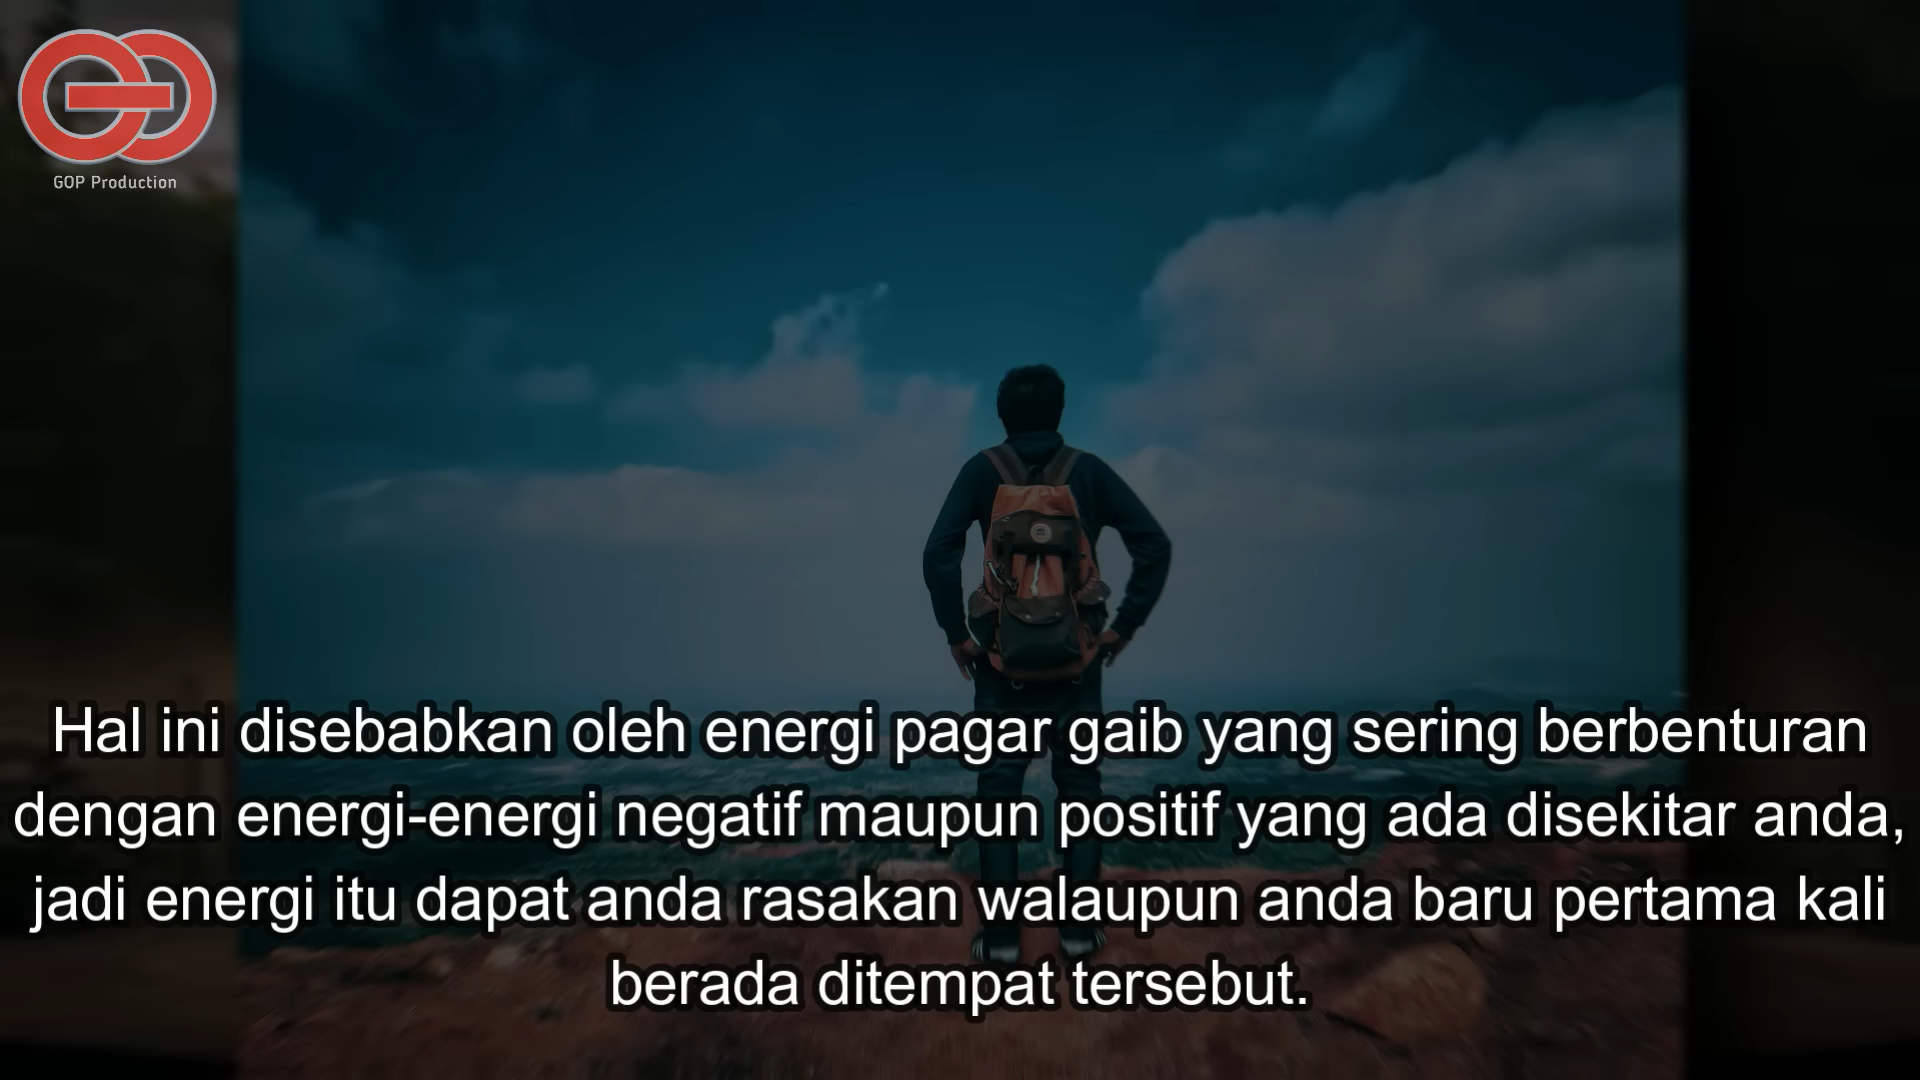 GOP Production
Hal ini disebabkan oleh energi pagar gaib yang sering berbenturan
dengan energi-energi negatif maupun positif yang ada disekitar anda,
jadi energi itu dapat anda rasakan walaupun anda baru pertama kali
berada ditempat tersebut.